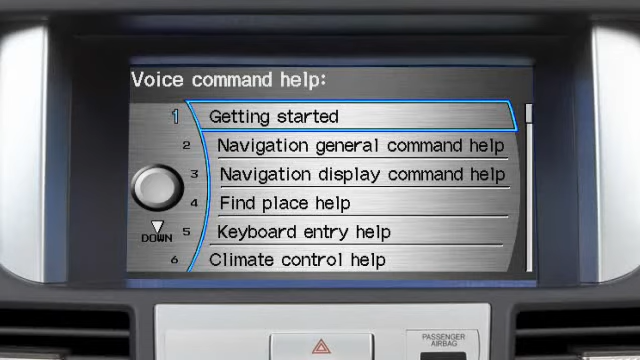 Voice command help:
1 Getting started
2 Navigation general command help
3 Navigation display command help
4 Find place help
DOWN 5 Keyboard entry help
6 Climate control help
PASSENGER
AIRBAG